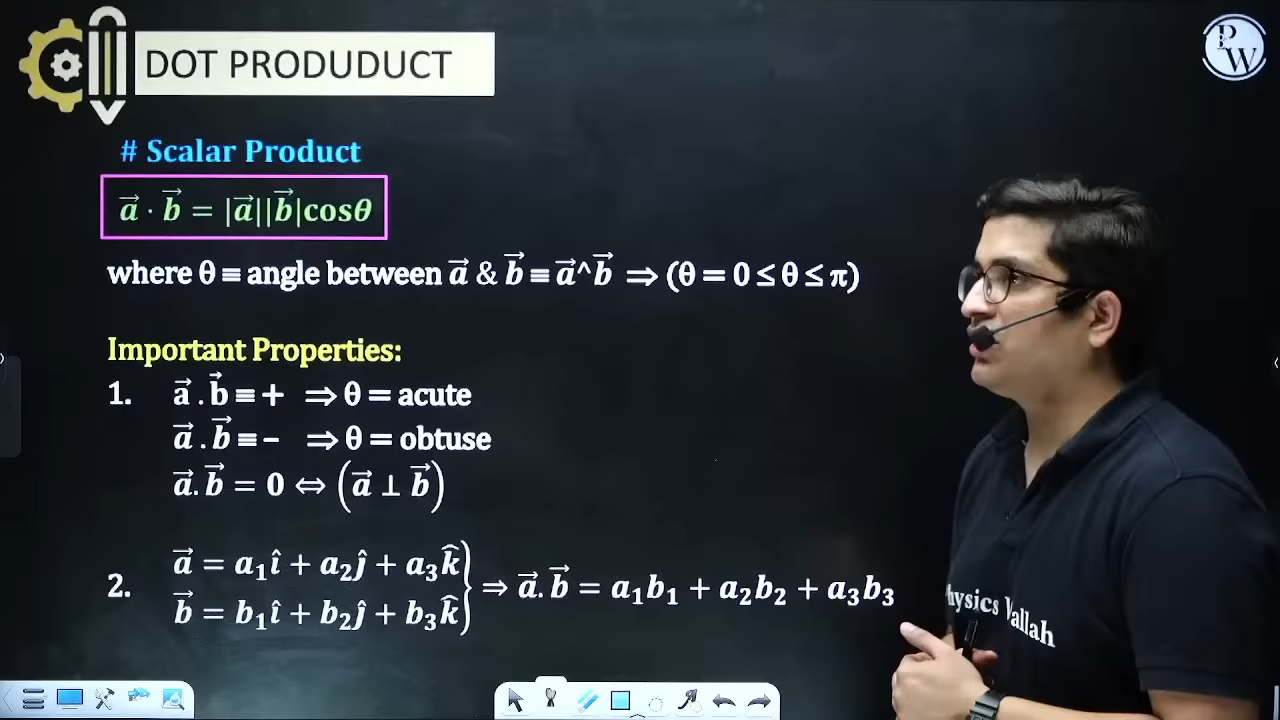 DOT PRODUDUCT
PW
# Scalar Product
a⃗ · b⃗ = |a⃗||b⃗|cosθ
where θ ≡ angle between a⃗ & b⃗ ≡ a⃗^b⃗ ⇒ (θ = 0 ≤ θ ≤ π)
Important Properties:
1. a⃗ . b⃗ ≡ + ⇒ θ = acute
a⃗ . b⃗ ≡ - ⇒ θ = obtuse
a⃗. b⃗ = 0 ⇔ (a⃗ ⊥ b⃗)
2. a⃗ = a₁î + a₂ĵ + a₃k̂
b⃗ = b₁î + b₂ĵ + b₃k̂} ⇒ a⃗. b⃗ = a₁b₁ + a₂b₂ + a₃b₃
Physics Wallah